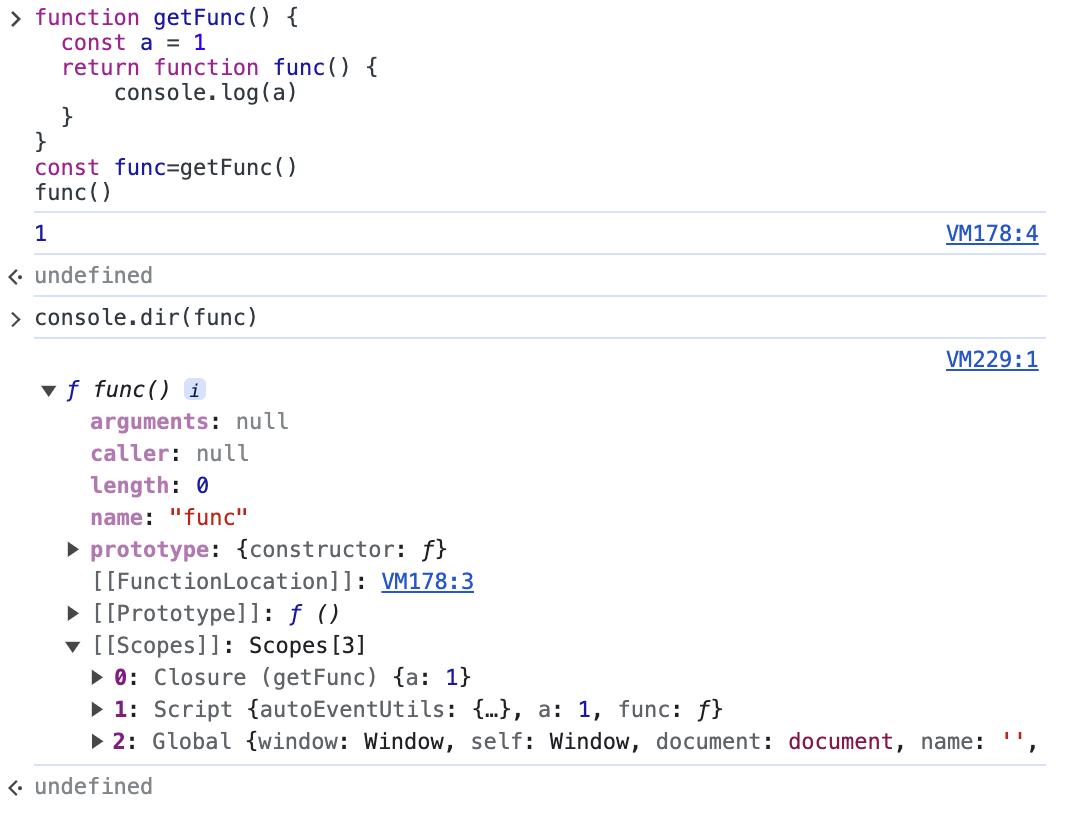 function getFunc() {
  const a = 1
  return function func() {
      console.log(a)
  }
}
const func=getFunc()
func()
1 VM178:4
undefined
console.dir(func)
VM229:1
ƒ func() i
arguments: null
caller: null
length: 0
name: "func"
prototype: {constructor: ƒ}
[[FunctionLocation]]: VM178:3
[[Prototype]]: ƒ ()
[[Scopes]]: Scopes[3]
0: Closure (getFunc) {a: 1}
1: Script {autoEventUtils: {…}, a: 1, func: ƒ}
2: Global {window: Window, self: Window, document: document, name: '',
undefined